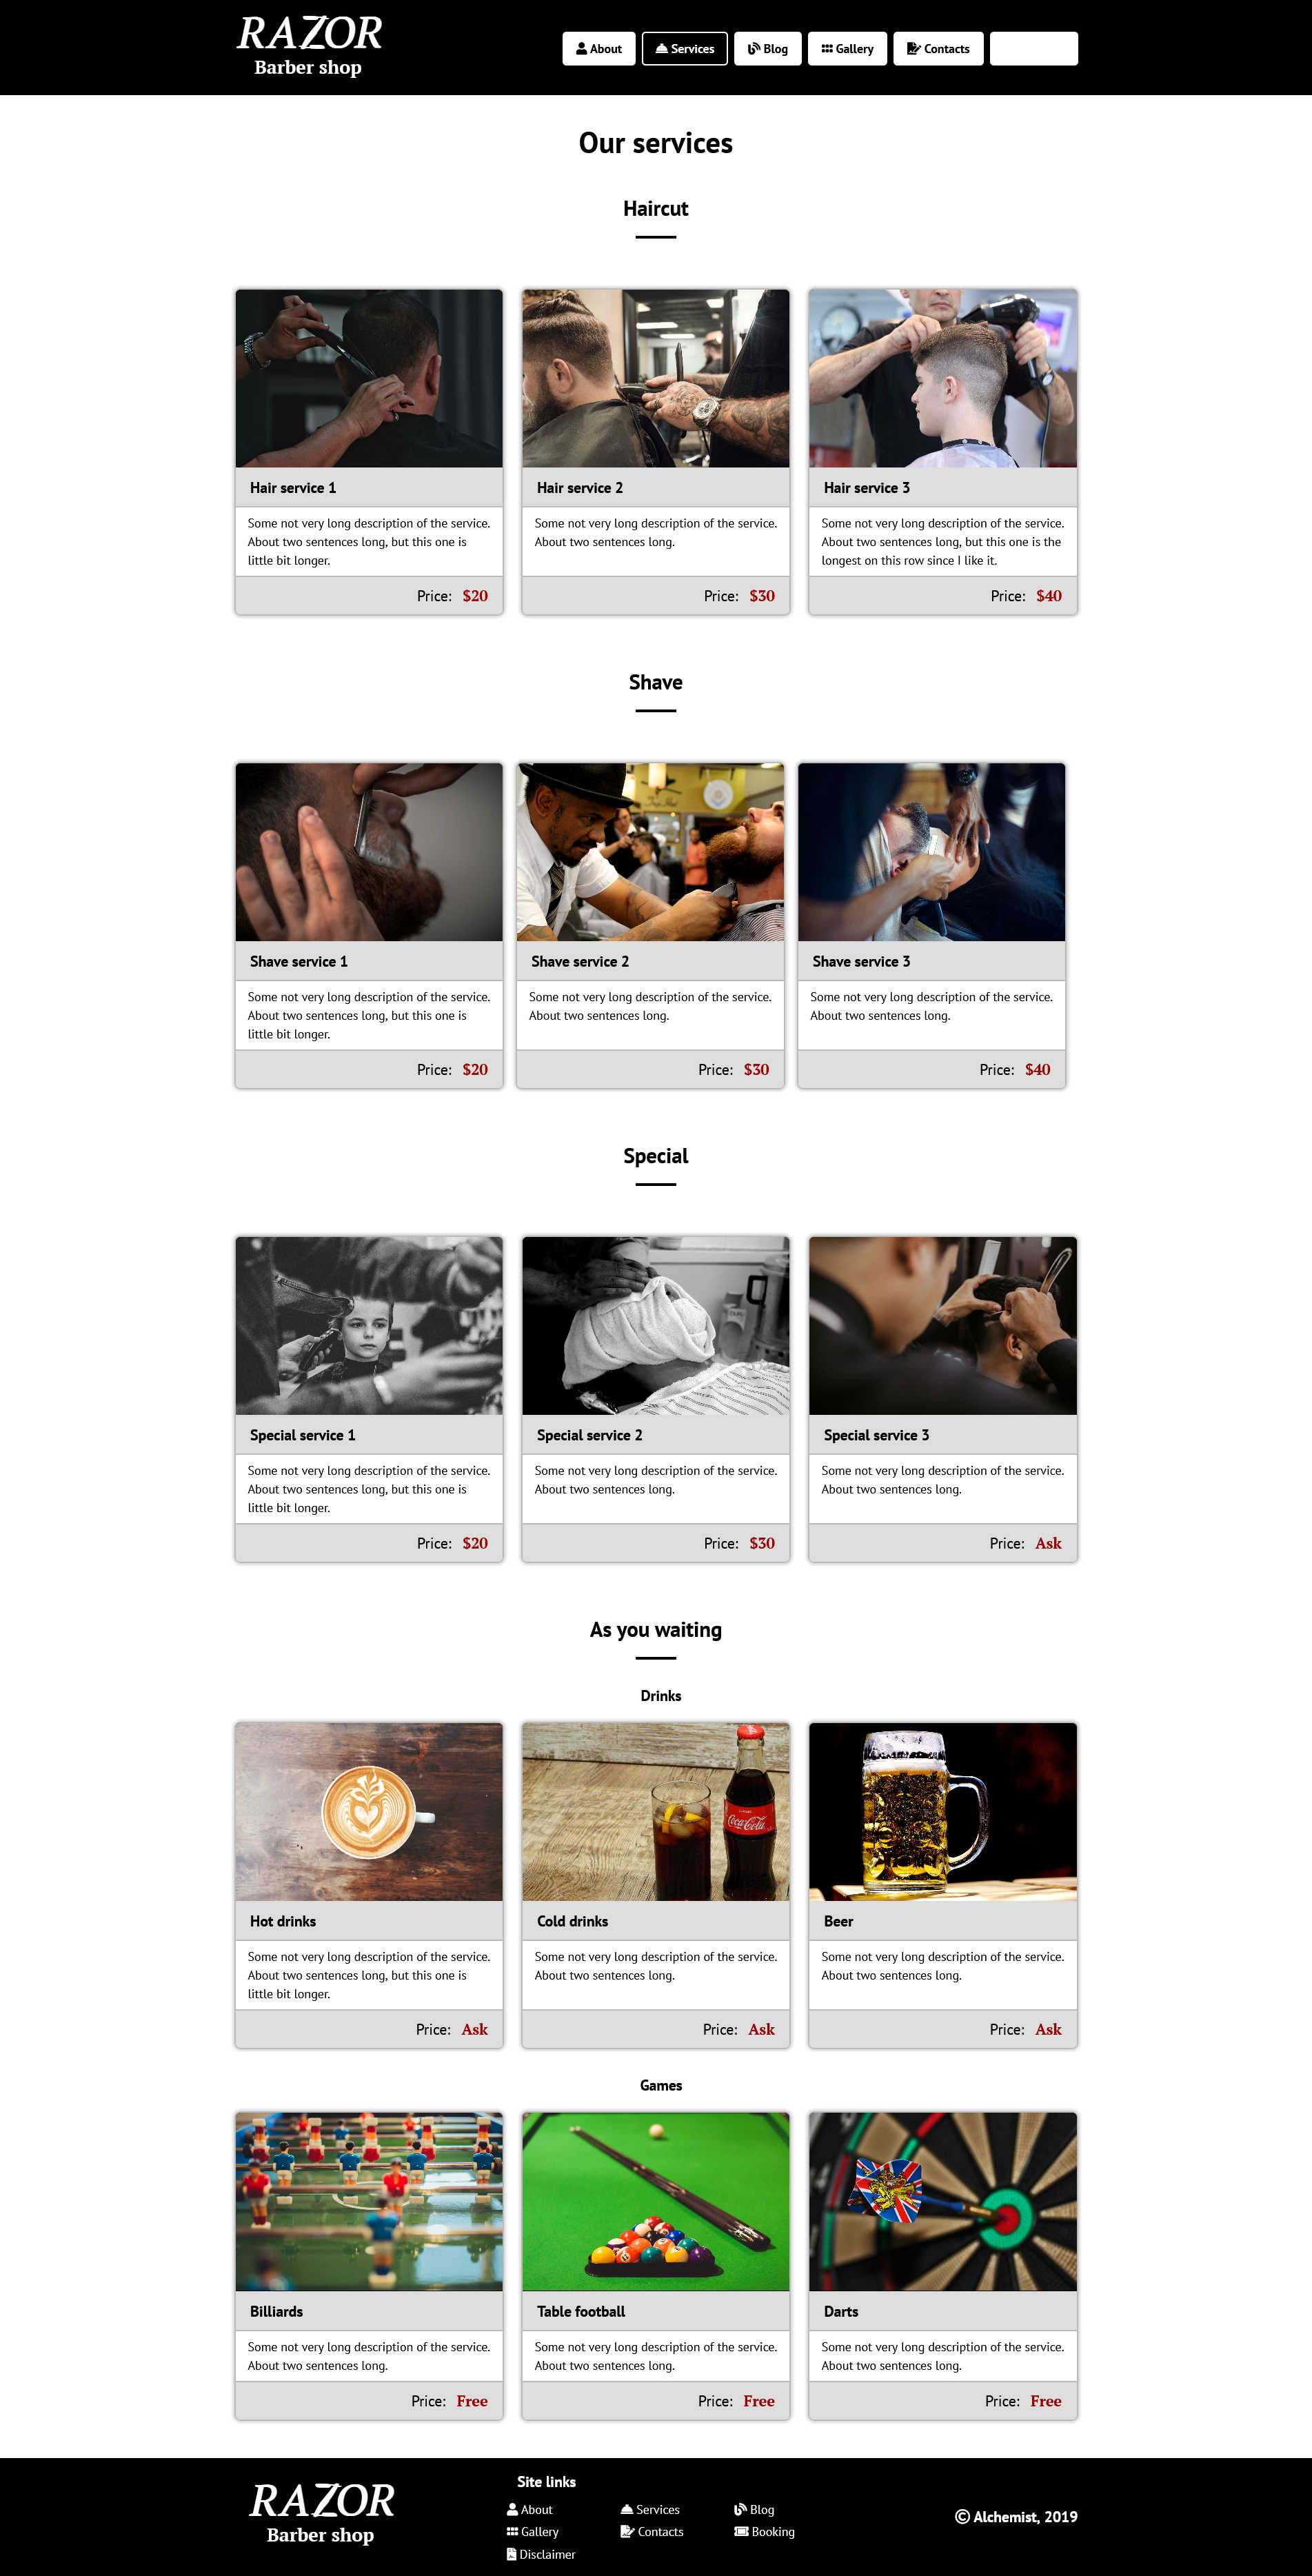 RAZOR
Barber shop
About
Services
Blog
Gallery
Contacts
Our services
Haircut
Hair service 1
Some not very long description of the service.
About two sentences long, but this one is
little bit longer.
Price: $20
Hair service 2
Some not very long description of the service.
About two sentences long.
Price: $30
Hair service 3
Some not very long description of the service.
About two sentences long, but this one is the
longest on this row since I like it.
Price: $40
Shave
Shave service 1
Some not very long description of the service.
About two sentences long, but this one is
little bit longer.
Price: $20
Shave service 2
Some not very long description of the service.
About two sentences long.
Price: $30
Shave service 3
Some not very long description of the service.
About two sentences long.
Price: $40
Special
Special service 1
Some not very long description of the service.
About two sentences long, but this one is
little bit longer.
Price: $20
Special service 2
Some not very long description of the service.
About two sentences long.
Price: $30
Special service 3
Some not very long description of the service.
About two sentences long.
Price: Ask
As you waiting
Drinks
Hot drinks
Some not very long description of the service.
About two sentences long, but this one is
little bit longer.
Price: Ask
Coca-Cola
Cold drinks
Some not very long description of the service.
About two sentences long.
Price: Ask
Beer
Some not very long description of the service.
About two sentences long.
Price: Ask
Games
Billiards
Some not very long description of the service.
About two sentences long.
Price: Free
Table football
Some not very long description of the service.
About two sentences long.
Price: Free
Darts
Some not very long description of the service.
About two sentences long.
Price: Free
RAZOR
Barber shop
Site links
About
Services
Blog
Gallery
Contacts
Booking
Disclaimer
© Alchemist, 2019